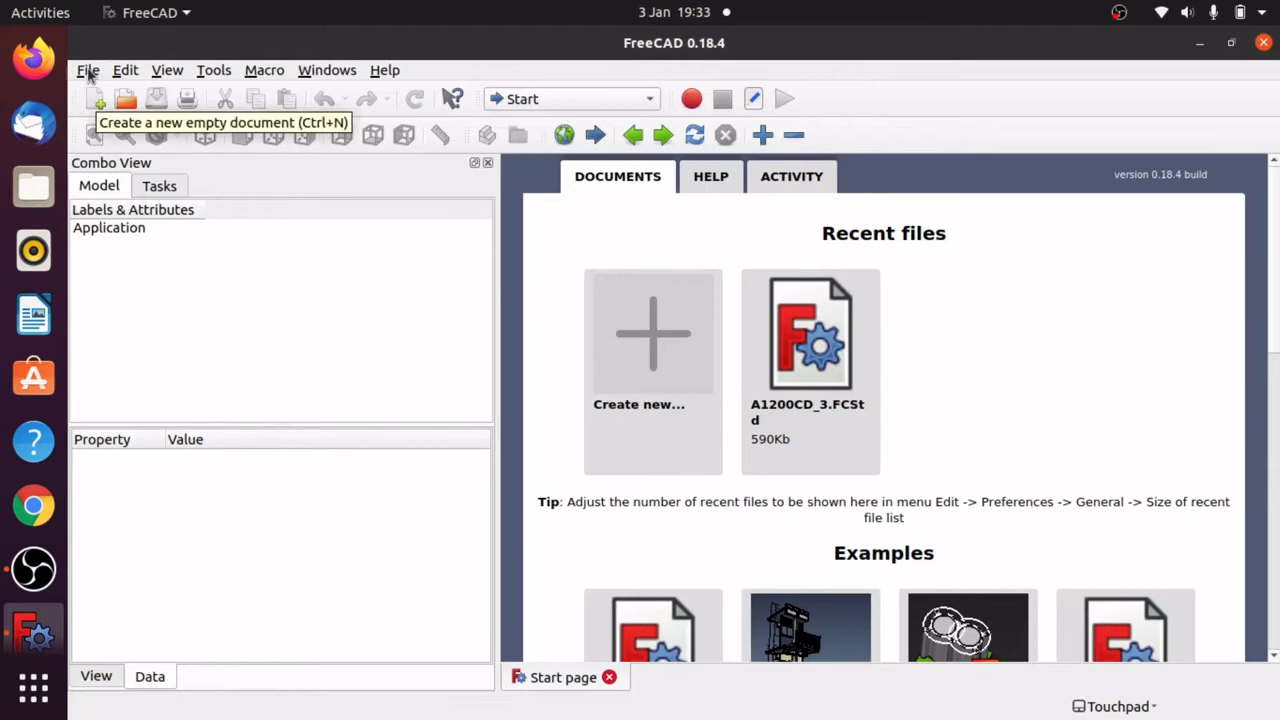 Activities FreeCAD 3 Jan 19:33
FreeCAD 0.18.4
File Edit View Tools Macro Windows Help
Start
Create a new empty document (Ctrl+N)
Combo View
Model Tasks
Labels & Attributes
Application
Property Value
View Data
DOCUMENTS HELP ACTIVITY version 0.18.4 build
Recent files
Create new...
A1200CD_3.FCSt
d
590Kb
Tip: Adjust the number of recent files to be shown here in menu Edit -> Preferences -> General -> Size of recent
file list
Examples
Start page
Touchpad